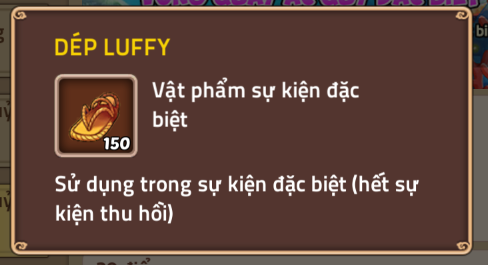 DÉP LUFFY
Vật phẩm sự kiện đặc
biệt
150
Sử dụng trong sự kiện đặc biệt (hết sự
kiện thu hồi)